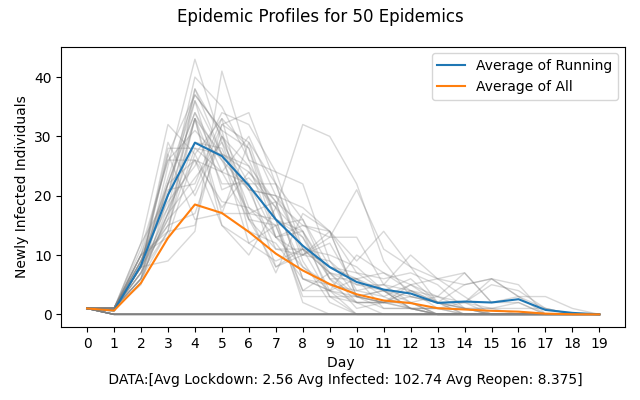 Epidemic Profiles for 50 Epidemics
Average of Running
Average of All
Newly Infected Individuals
40
30
20
10
0
0 1 2 3 4 5 6 7 8 9 10 11 12 13 14 15 16 17 18 19
Day
DATA:[Avg Lockdown: 2.56 Avg Infected: 102.74 Avg Reopen: 8.375]